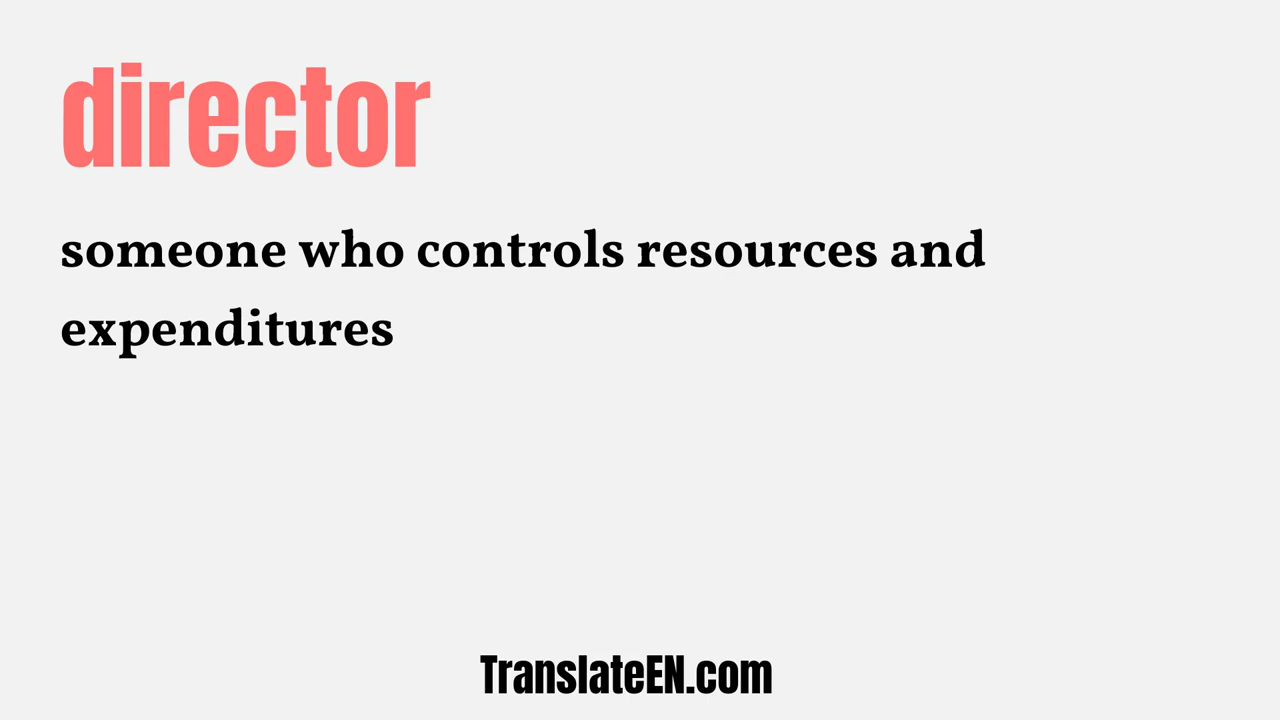 director
someone who controls resources and
expenditures
TranslateEN.com